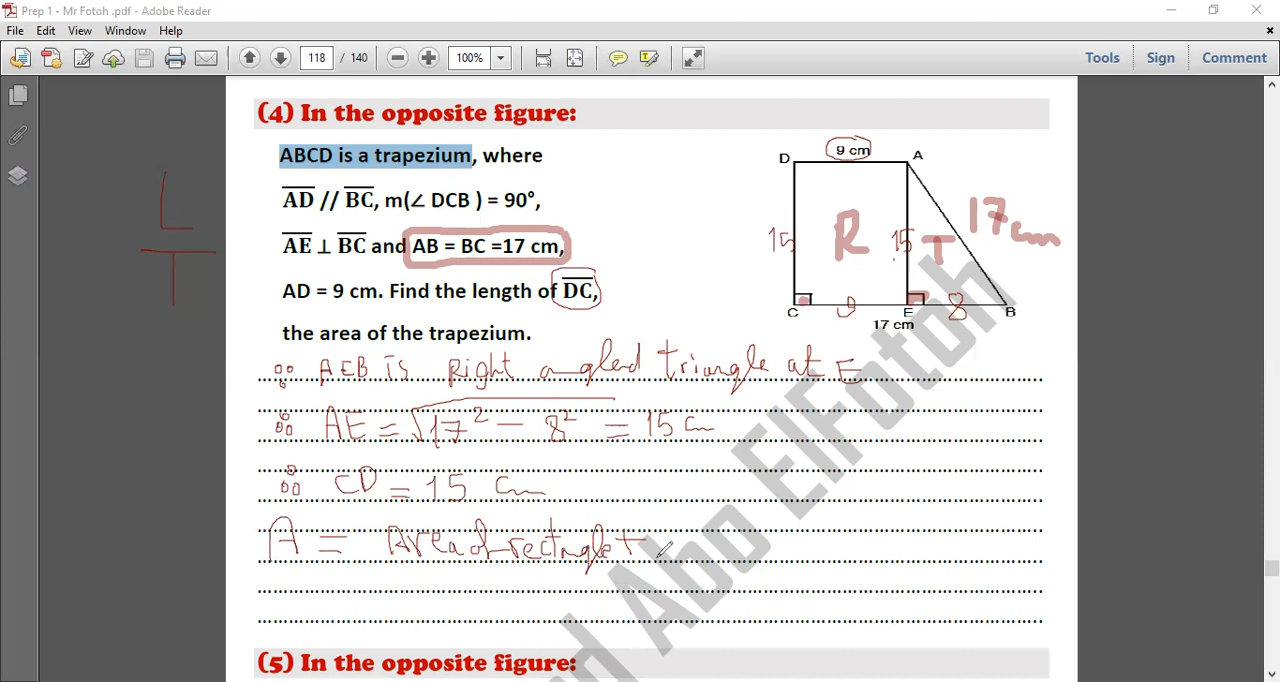 Prep 1 - Mr Fotoh .pdf - Adobe Reader
File Edit View Window Help
118 / 140 100% Tools Sign Comment
(4) In the opposite figure:
ABCD is a trapezium, where
AD // BC, m(∠ DCB ) = 90°,
AE ⊥ BC and AB = BC =17 cm,
AD = 9 cm. Find the length of DC,
the area of the trapezium.
9 cm
D A
17 cm
15 R 15 T
9 8
C E B
17 cm
L
T
∵ AEB is Right angled triangle at E
∴ AE = √17² - 8² = 15 cm
∴ CD = 15 cm
A = Area of rectangle +
Abo ElFotoh
(5) In the opposite figure: